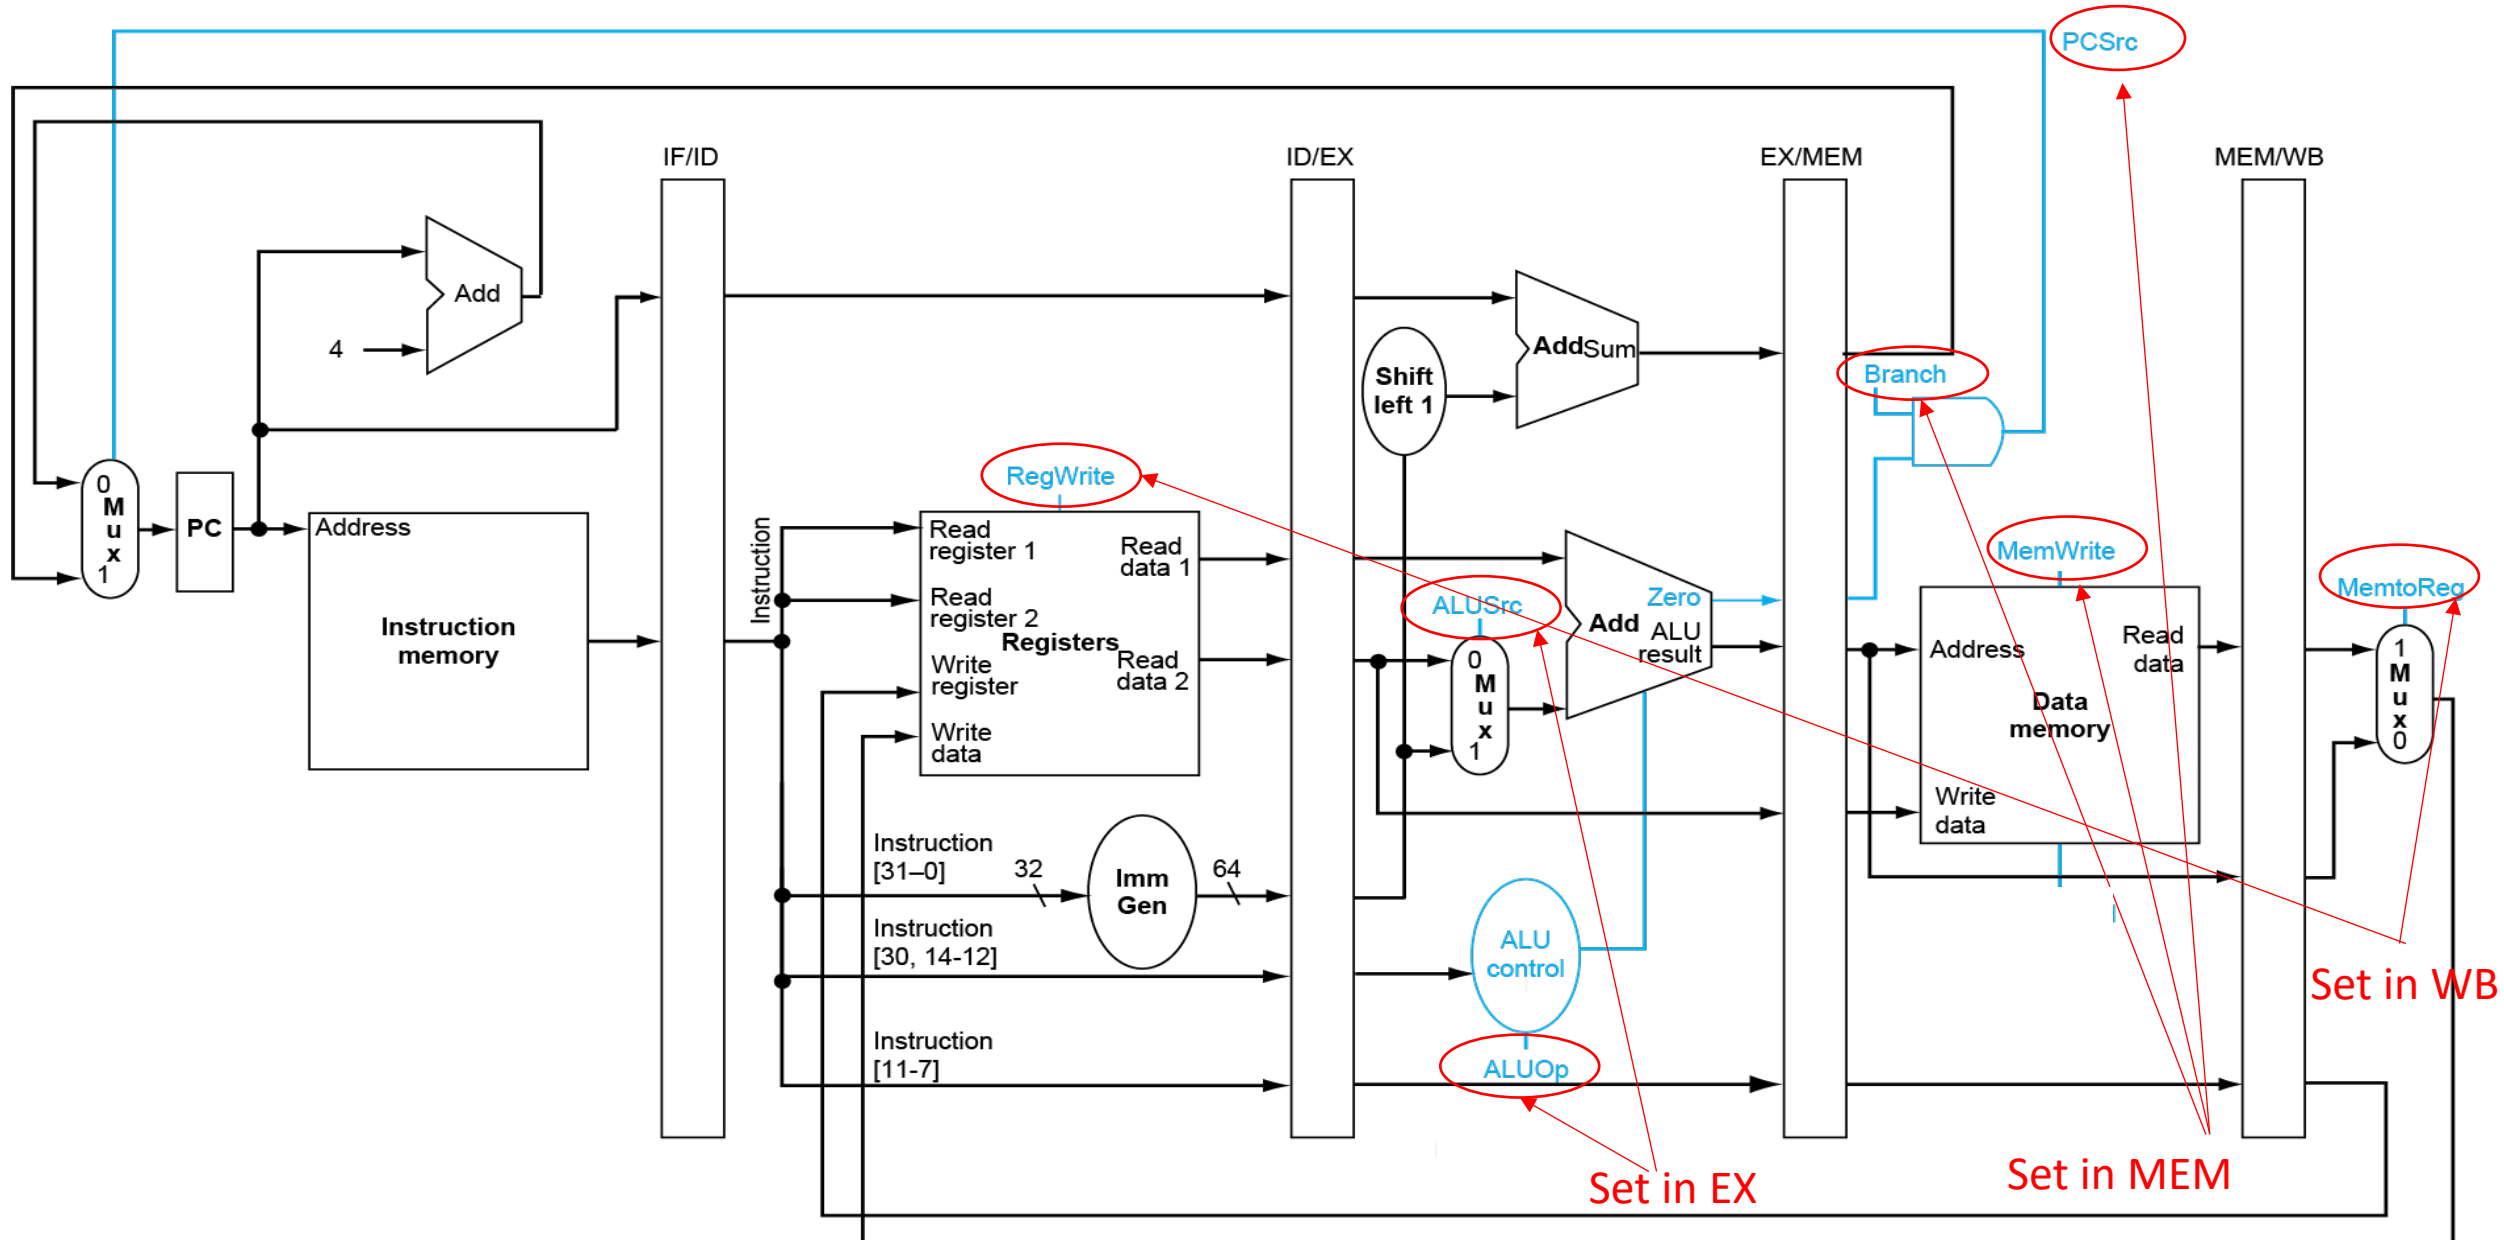 PCSrc
IF/ID
ID/EX
EX/MEM
MEM/WB
Add
4
Add Sum
Shift
left 1
Branch
0
M
u
x
1
PC
Address
Instruction
memory
Instruction
RegWrite
Read
register 1
Read
register 2
Registers
Write
register
Write
data
Read
data 1
Read
data 2
ALUSrc
0
M
u
x
1
Zero
Add
ALU
result
MemWrite
Address
Read
data
Data
memory
Write
data
MemtoReg
1
M
u
x
0
Instruction
[31–0]
32
Imm
Gen
64
Instruction
[30, 14-12]
ALU
control
Instruction
[11-7]
ALUOp
Set in WB
Set in EX
Set in MEM